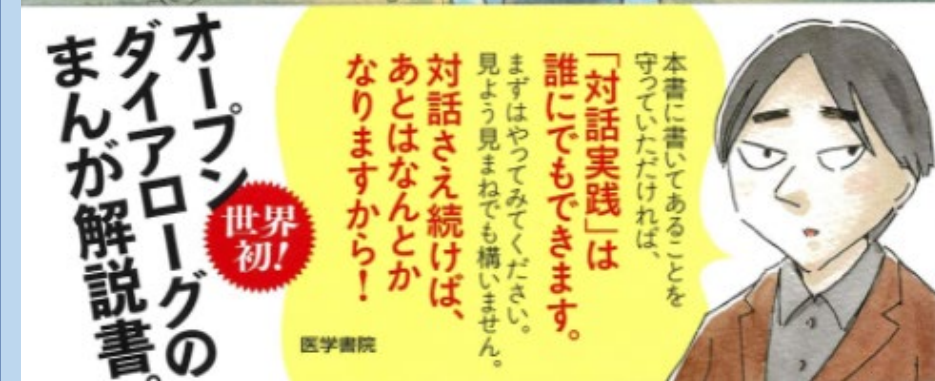 本書に書いてあることを
守っていただければ、
「対話実践」は
誰にでもできます。
まずはやってみてください。
見よう見まねでも構いません。
対話さえ続けば、
あとはなんとか
なりますから！
医学書院
世界
初！
オープンダイアローグの
まんが解説書。